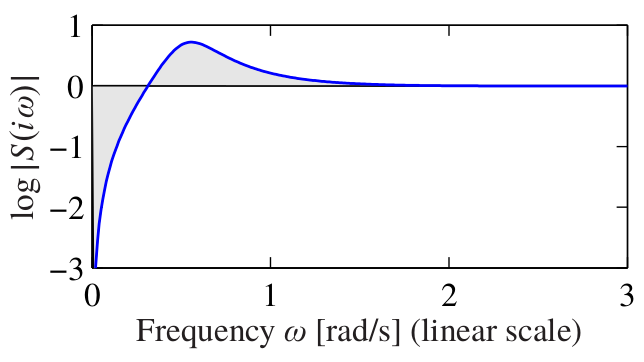 log |S(iω)|
1
0
−1
−2
−3
0 1 2 3
Frequency ω [rad/s] (linear scale)